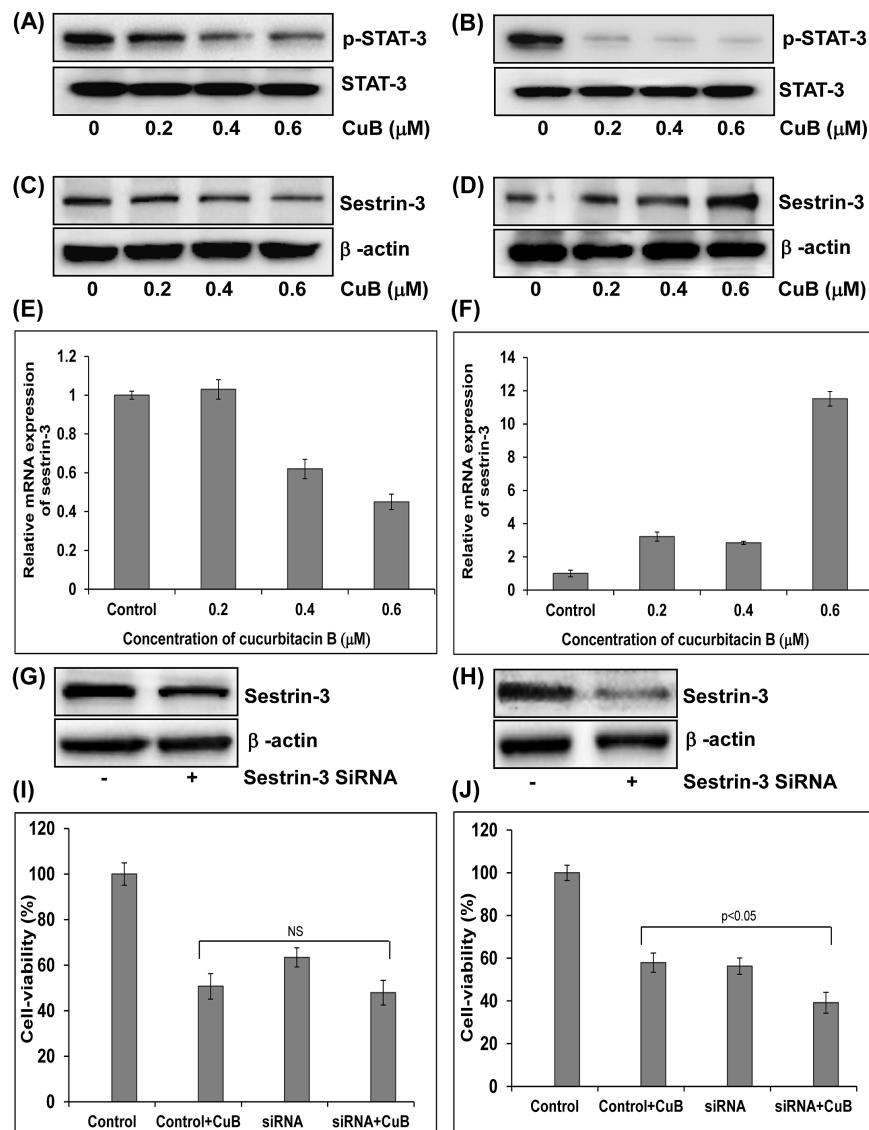 (A)
p-STAT-3
STAT-3
0 0.2 0.4 0.6 CuB (μM)
(B)
p-STAT-3
STAT-3
0 0.2 0.4 0.6 CuB (μM)
(C)
Sestrin-3
β -actin
0 0.2 0.4 0.6 CuB (μM)
(D)
Sestrin-3
β -actin
0 0.2 0.4 0.6 CuB (μM)
(E)
Relative mRNA expression
of sestrin-3
1.2
1
0.8
0.6
0.4
0.2
0
Control 0.2 0.4 0.6
Concentration of cucurbitacin B (μM)
(F)
Relative mRNA expression
of sestrin-3
14
12
10
8
6
4
2
0
Control 0.2 0.4 0.6
Concentration of cucurbitacin B (μM)
(G)
Sestrin-3
β -actin
- + Sestrin-3 SiRNA
(H)
Sestrin-3
β -actin
- + Sestrin-3 SiRNA
(I)
Cell-viability (%)
120
100
80
60
40
20
0
NS
Control Control+CuB siRNA siRNA+CuB
(J)
Cell-viability (%)
120
100
80
60
40
20
0
p<0.05
Control Control+CuB siRNA siRNA+CuB